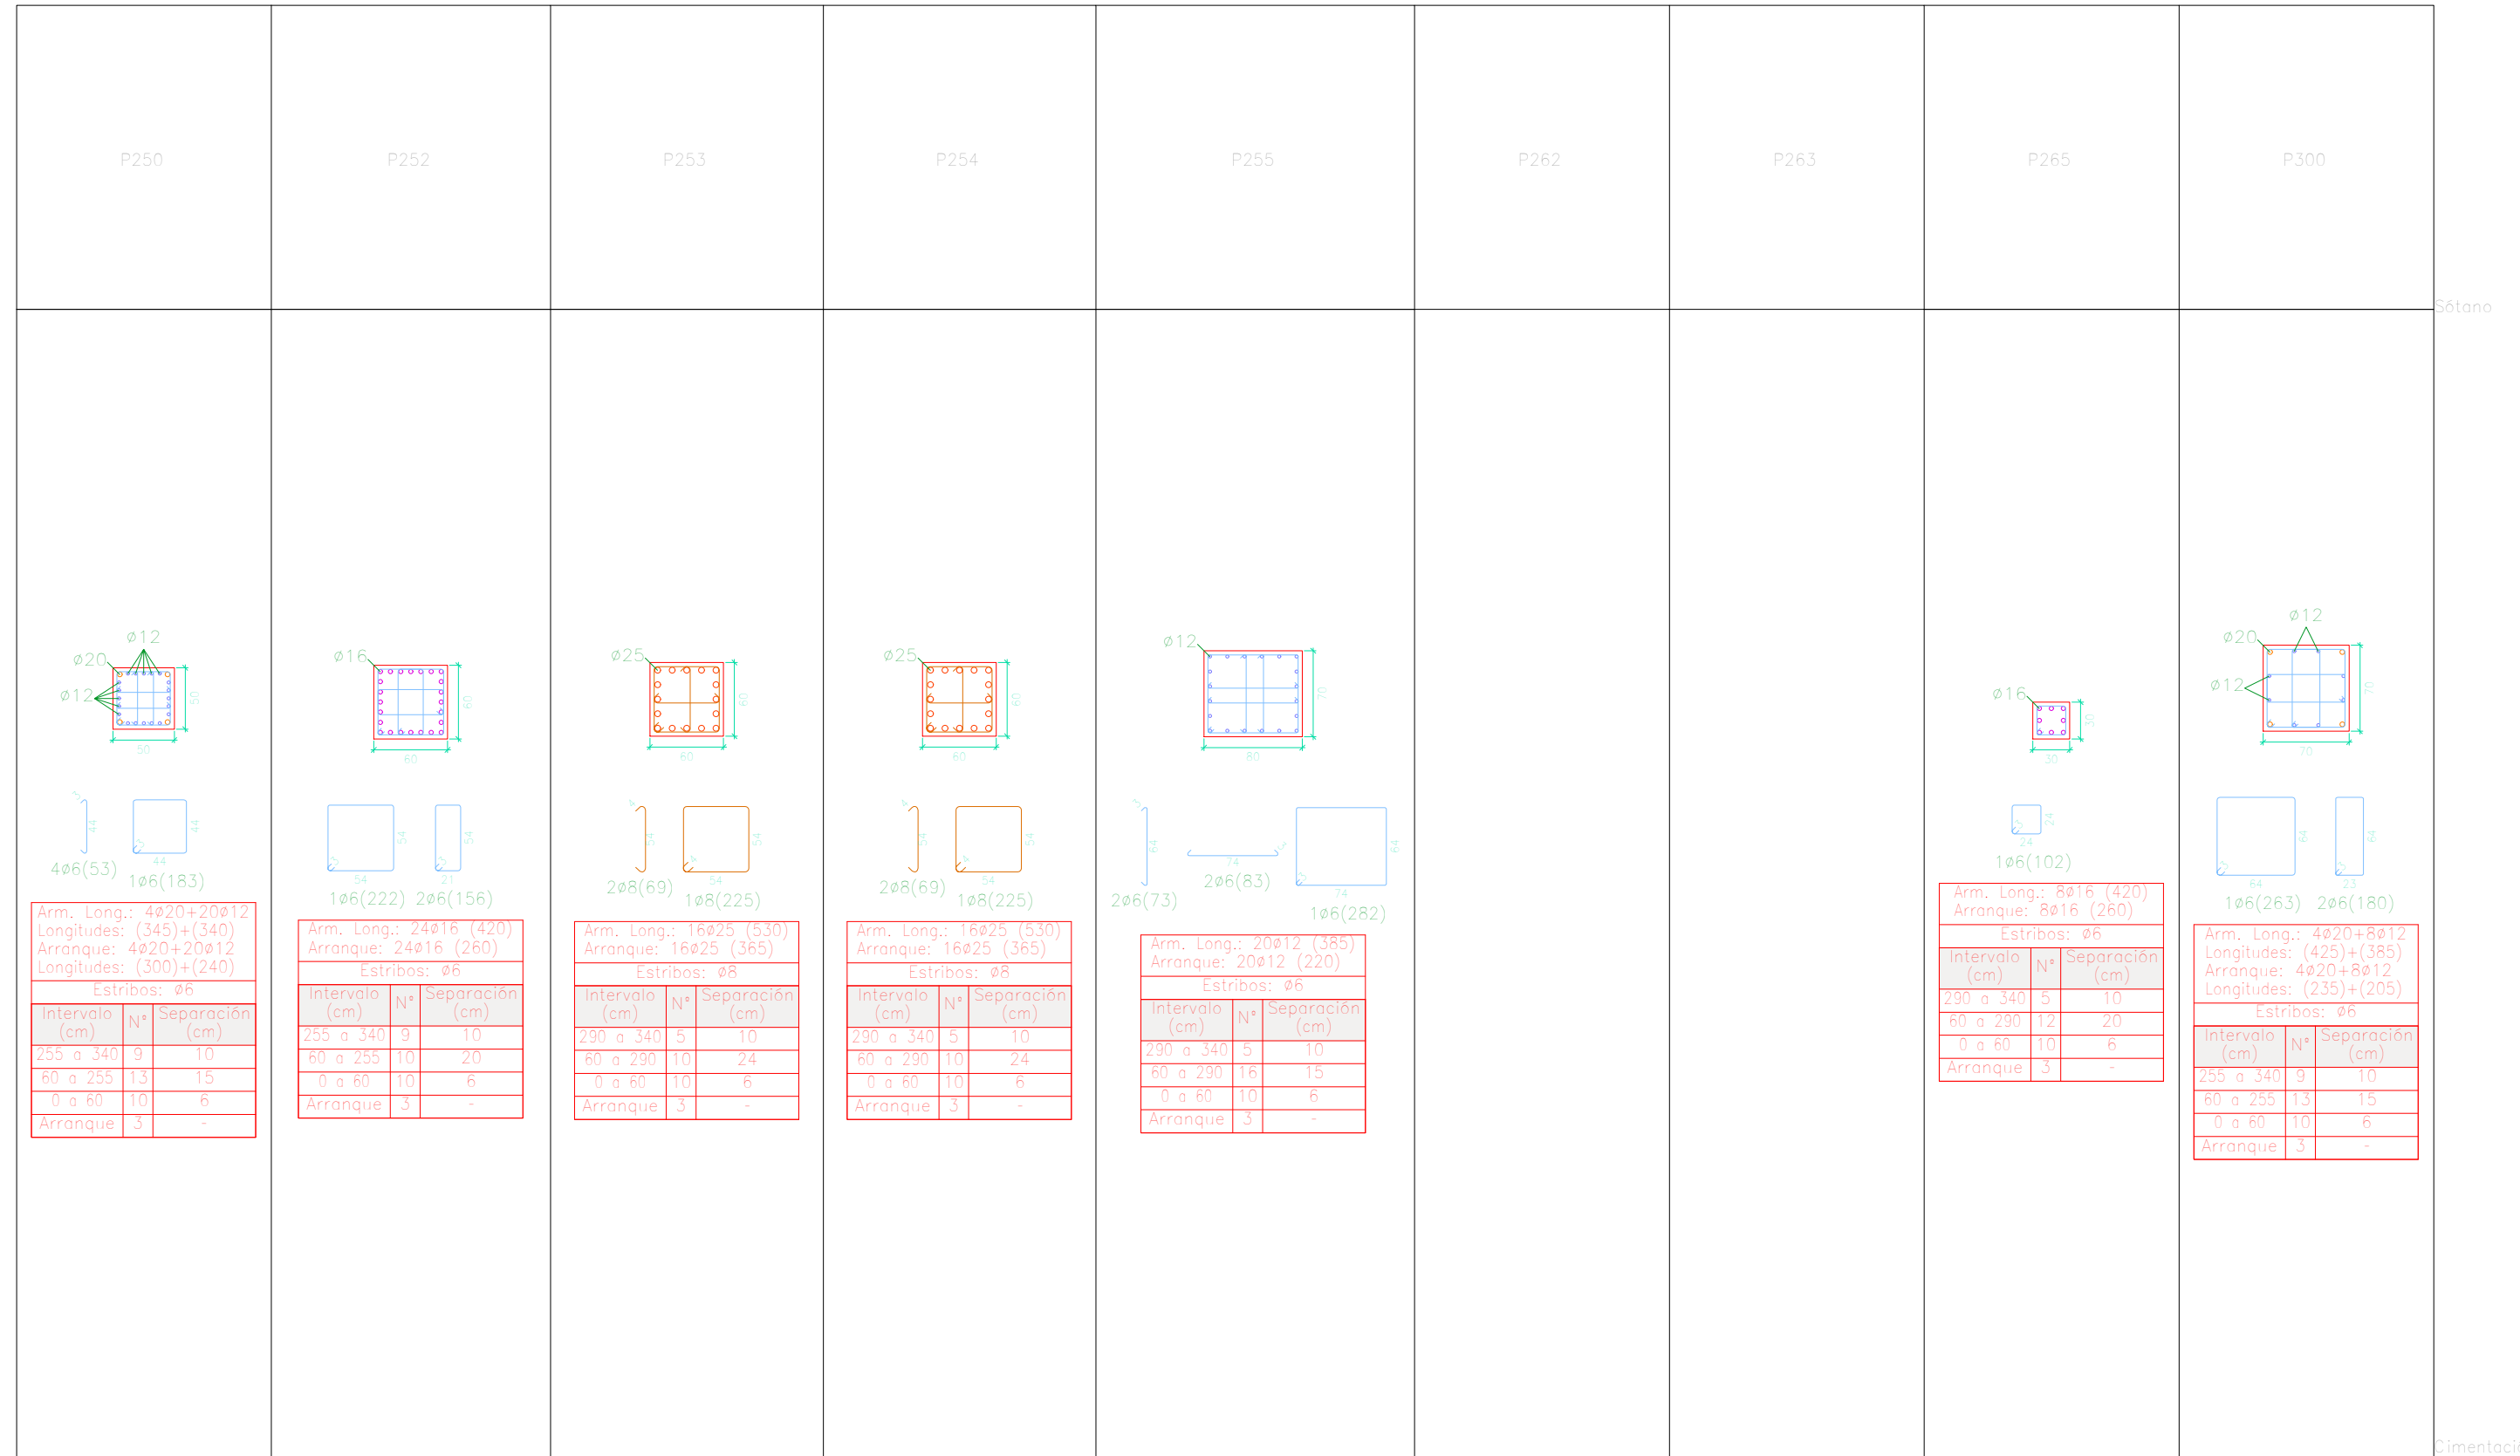 P250
P252
P253
P254
P255
P262
P263
P265
P300
Sótano
ø12
ø20
ø12
50
50
5
44
4ø6(53)
44
44
5
1ø6(183)
Arm. Long.: 4ø20+20ø12
Longitudes: (345)+(340)
Arranque: 4ø20+20ø12
Longitudes: (300)+(240)
Estribos: ø6
Intervalo (cm) N° Separación (cm)
255 a 340 9 10
60 a 255 13 15
0 a 60 10 6
Arranque 3 -
ø16
60
60
54
54
1ø6(222)
54
21
2ø6(156)
Arm. Long.: 24ø16 (420)
Arranque: 24ø16 (260)
Estribos: ø6
Intervalo (cm) N° Separación (cm)
255 a 340 9 10
60 a 255 10 20
0 a 60 10 6
Arranque 3 -
ø25
60
60
4
54
2ø8(69)
54
4
54
1ø8(225)
Arm. Long.: 16ø25 (530)
Arranque: 16ø25 (365)
Estribos: ø8
Intervalo (cm) N° Separación (cm)
290 a 340 5 10
60 a 290 10 24
0 a 60 10 6
Arranque 3 -
ø25
60
60
4
54
2ø8(69)
54
4
54
1ø8(225)
Arm. Long.: 16ø25 (530)
Arranque: 16ø25 (365)
Estribos: ø8
Intervalo (cm) N° Separación (cm)
290 a 340 5 10
60 a 290 10 24
0 a 60 10 6
Arranque 3 -
ø12
70
80
64
2ø6(73)
74
2ø6(83)
64
74
1ø6(282)
Arm. Long.: 20ø12 (385)
Arranque: 20ø12 (220)
Estribos: ø6
Intervalo (cm) N° Separación (cm)
290 a 340 5 10
60 a 290 16 15
0 a 60 10 6
Arranque 3 -
ø16
30
30
24
24
1ø6(102)
Arm. Long.: 8ø16 (420)
Arranque: 8ø16 (260)
Estribos: ø6
Intervalo (cm) N° Separación (cm)
290 a 340 5 10
60 a 290 12 20
0 a 60 10 6
Arranque 3 -
ø12
ø20
ø12
70
70
64
64
1ø6(263)
64
23
2ø6(180)
Arm. Long.: 4ø20+8ø12
Longitudes: (425)+(385)
Arranque: 4ø20+8ø12
Longitudes: (235)+(205)
Estribos: ø6
Intervalo (cm) N° Separación (cm)
255 a 340 9 10
60 a 255 13 15
0 a 60 10 6
Arranque 3 -